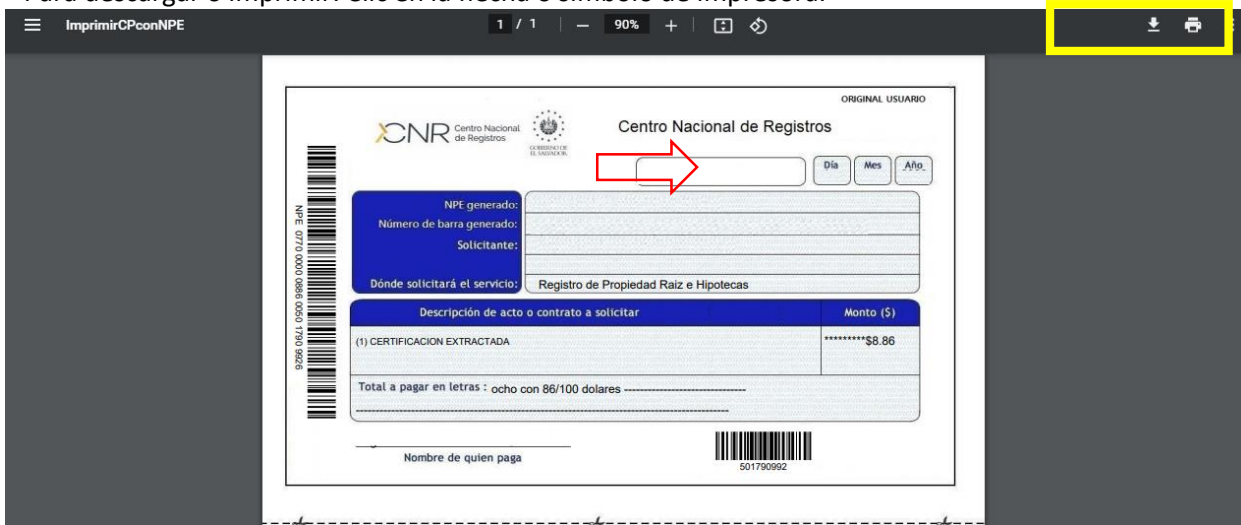 Para descargar o imprimir. Clic en la flecha o símbolo de impresora.
ImprimirCPconNPE
1 / 1
90%
ORIGINAL USUARIO
CNR Centro Nacional de Registros
GOBIERNO DE
EL SALVADOR
Centro Nacional de Registros
Día Mes Año
NPE 0770 0000 0886 0050 1790 9926
NPE generado:
Número de barra generado:
Solicitante:
Dónde solicitará el servicio: Registro de Propiedad Raiz e Hipotecas
Descripción de acto o contrato a solicitar Monto ($)
(1) CERTIFICACION EXTRACTADA *********$8.86
Total a pagar en letras : ocho con 86/100 dolares ------------------------------
Nombre de quien paga
501790992